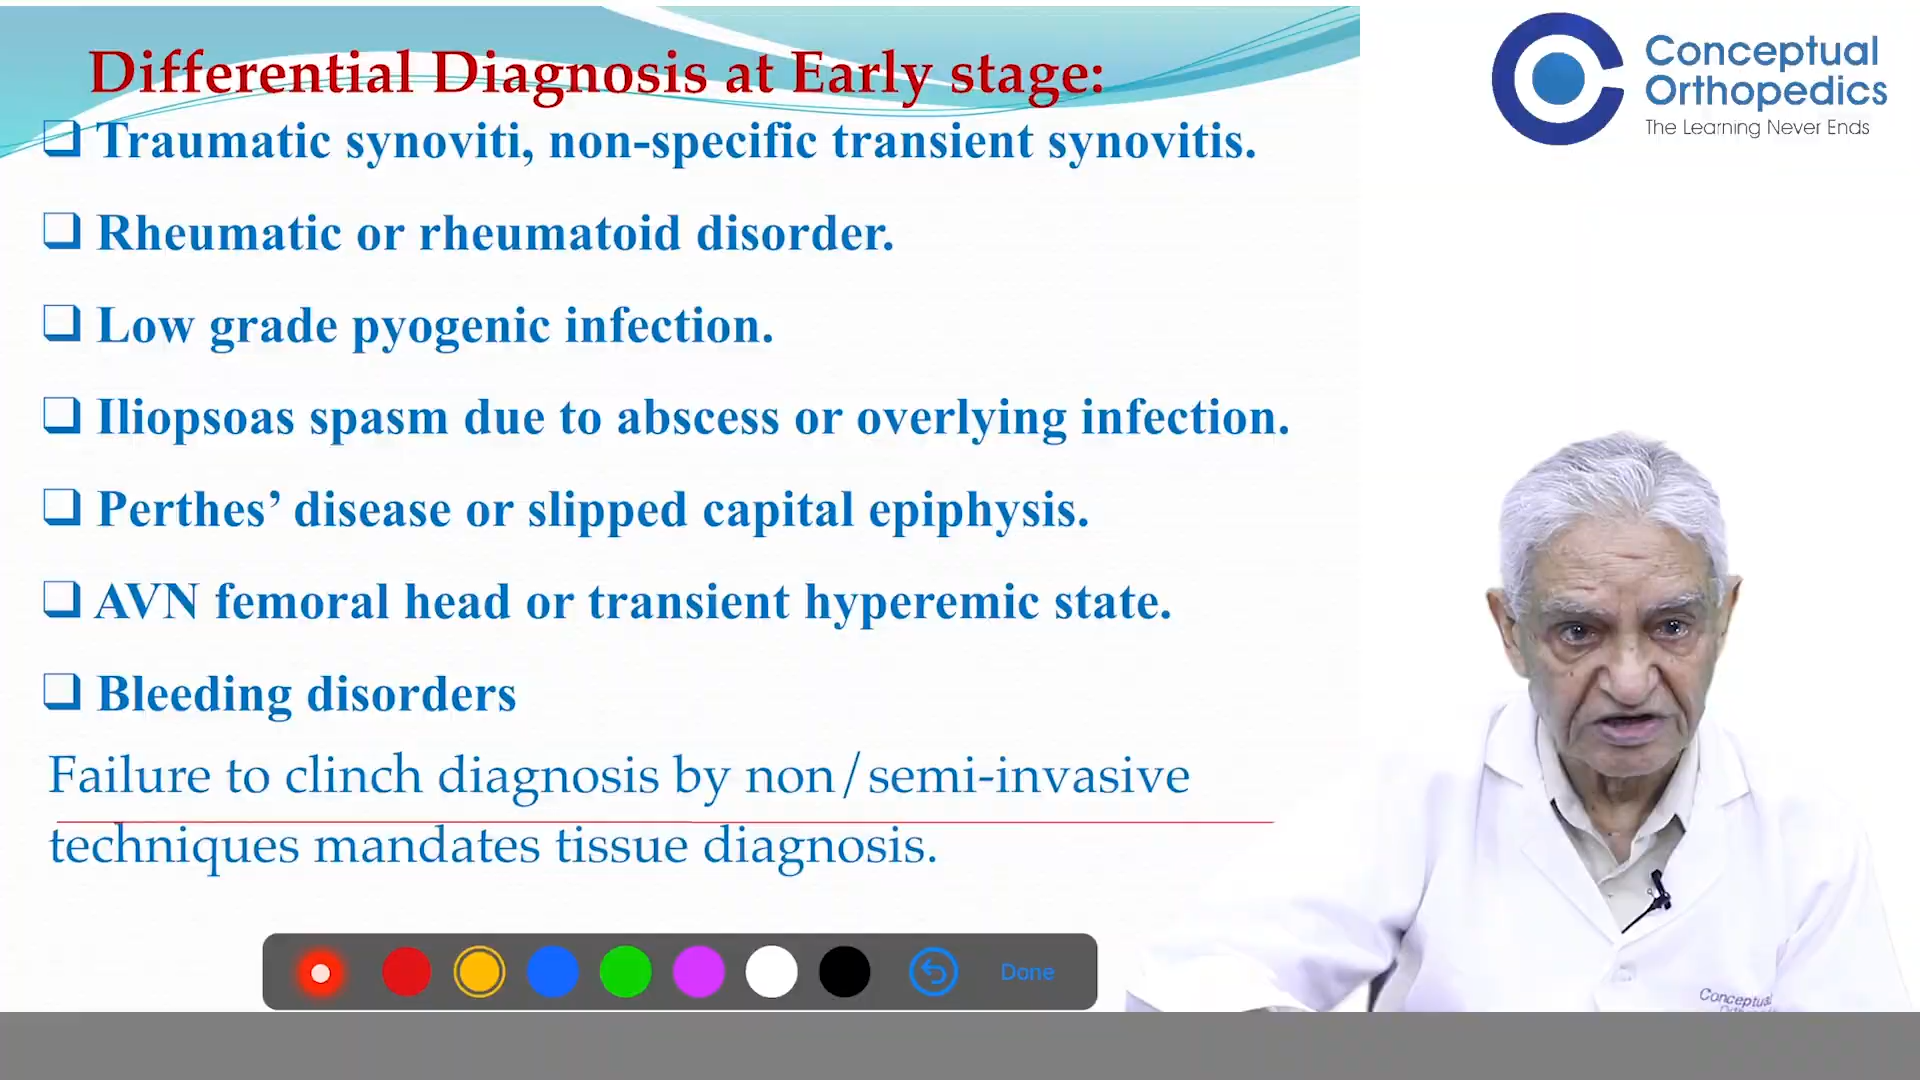 Differential Diagnosis at Early stage:
Traumatic synoviti, non-specific transient synovitis.
Rheumatic or rheumatoid disorder.
Low grade pyogenic infection.
Iliopsoas spasm due to abscess or overlying infection.
Perthes’ disease or slipped capital epiphysis.
AVN femoral head or transient hyperemic state.
Bleeding disorders
Failure to clinch diagnosis by non/semi-invasive
techniques mandates tissue diagnosis.
Done
Conceptual
Orthopedics
The Learning Never Ends
Conceptual